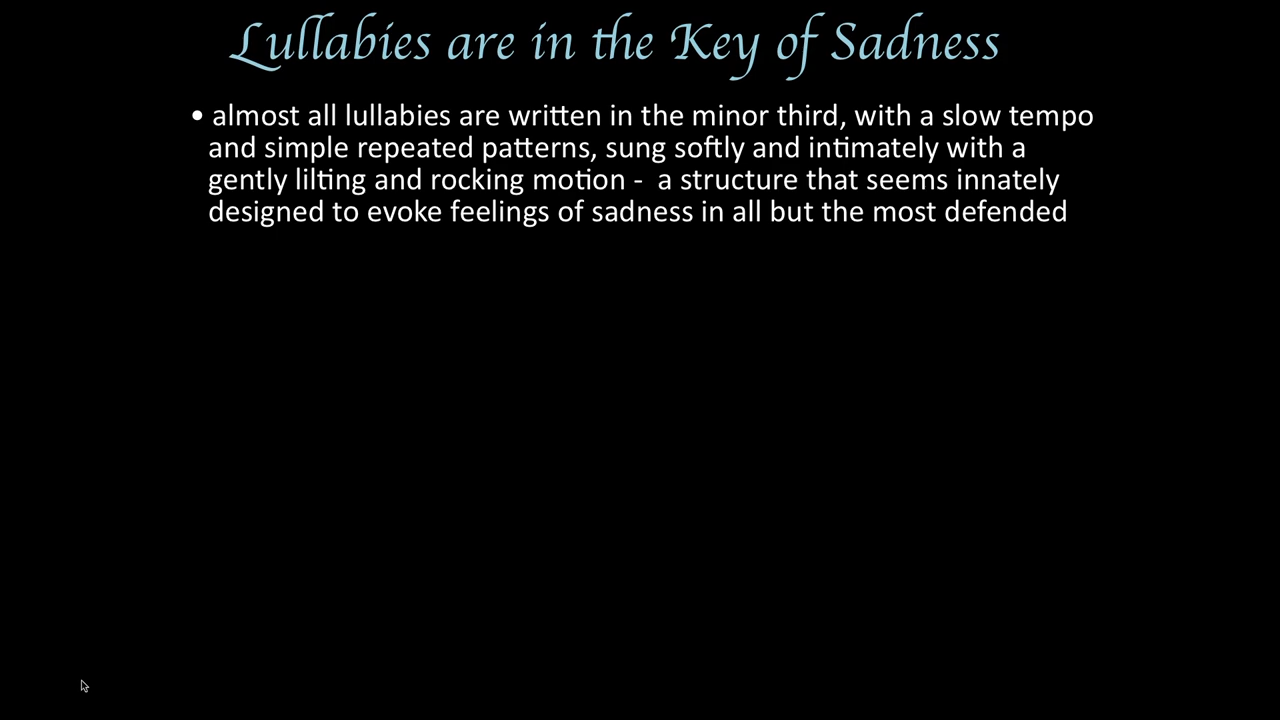 Lullabies are in the Key of Sadness
• almost all lullabies are written in the minor third, with a slow tempo
and simple repeated patterns, sung softly and intimately with a
gently lilting and rocking motion -  a structure that seems innately
designed to evoke feelings of sadness in all but the most defended